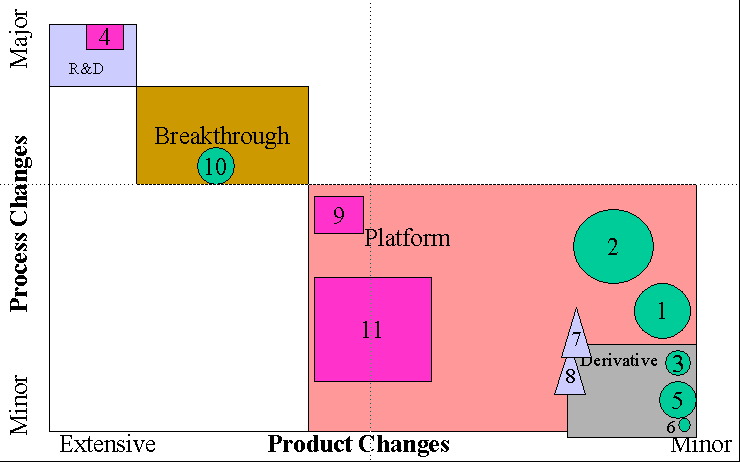 Major
4
R&D
Breakthrough
10
Process Changes
9
Platform
2
1
11
7
Derivative
3
8
5
6
Minor
Extensive
Product Changes
Minor